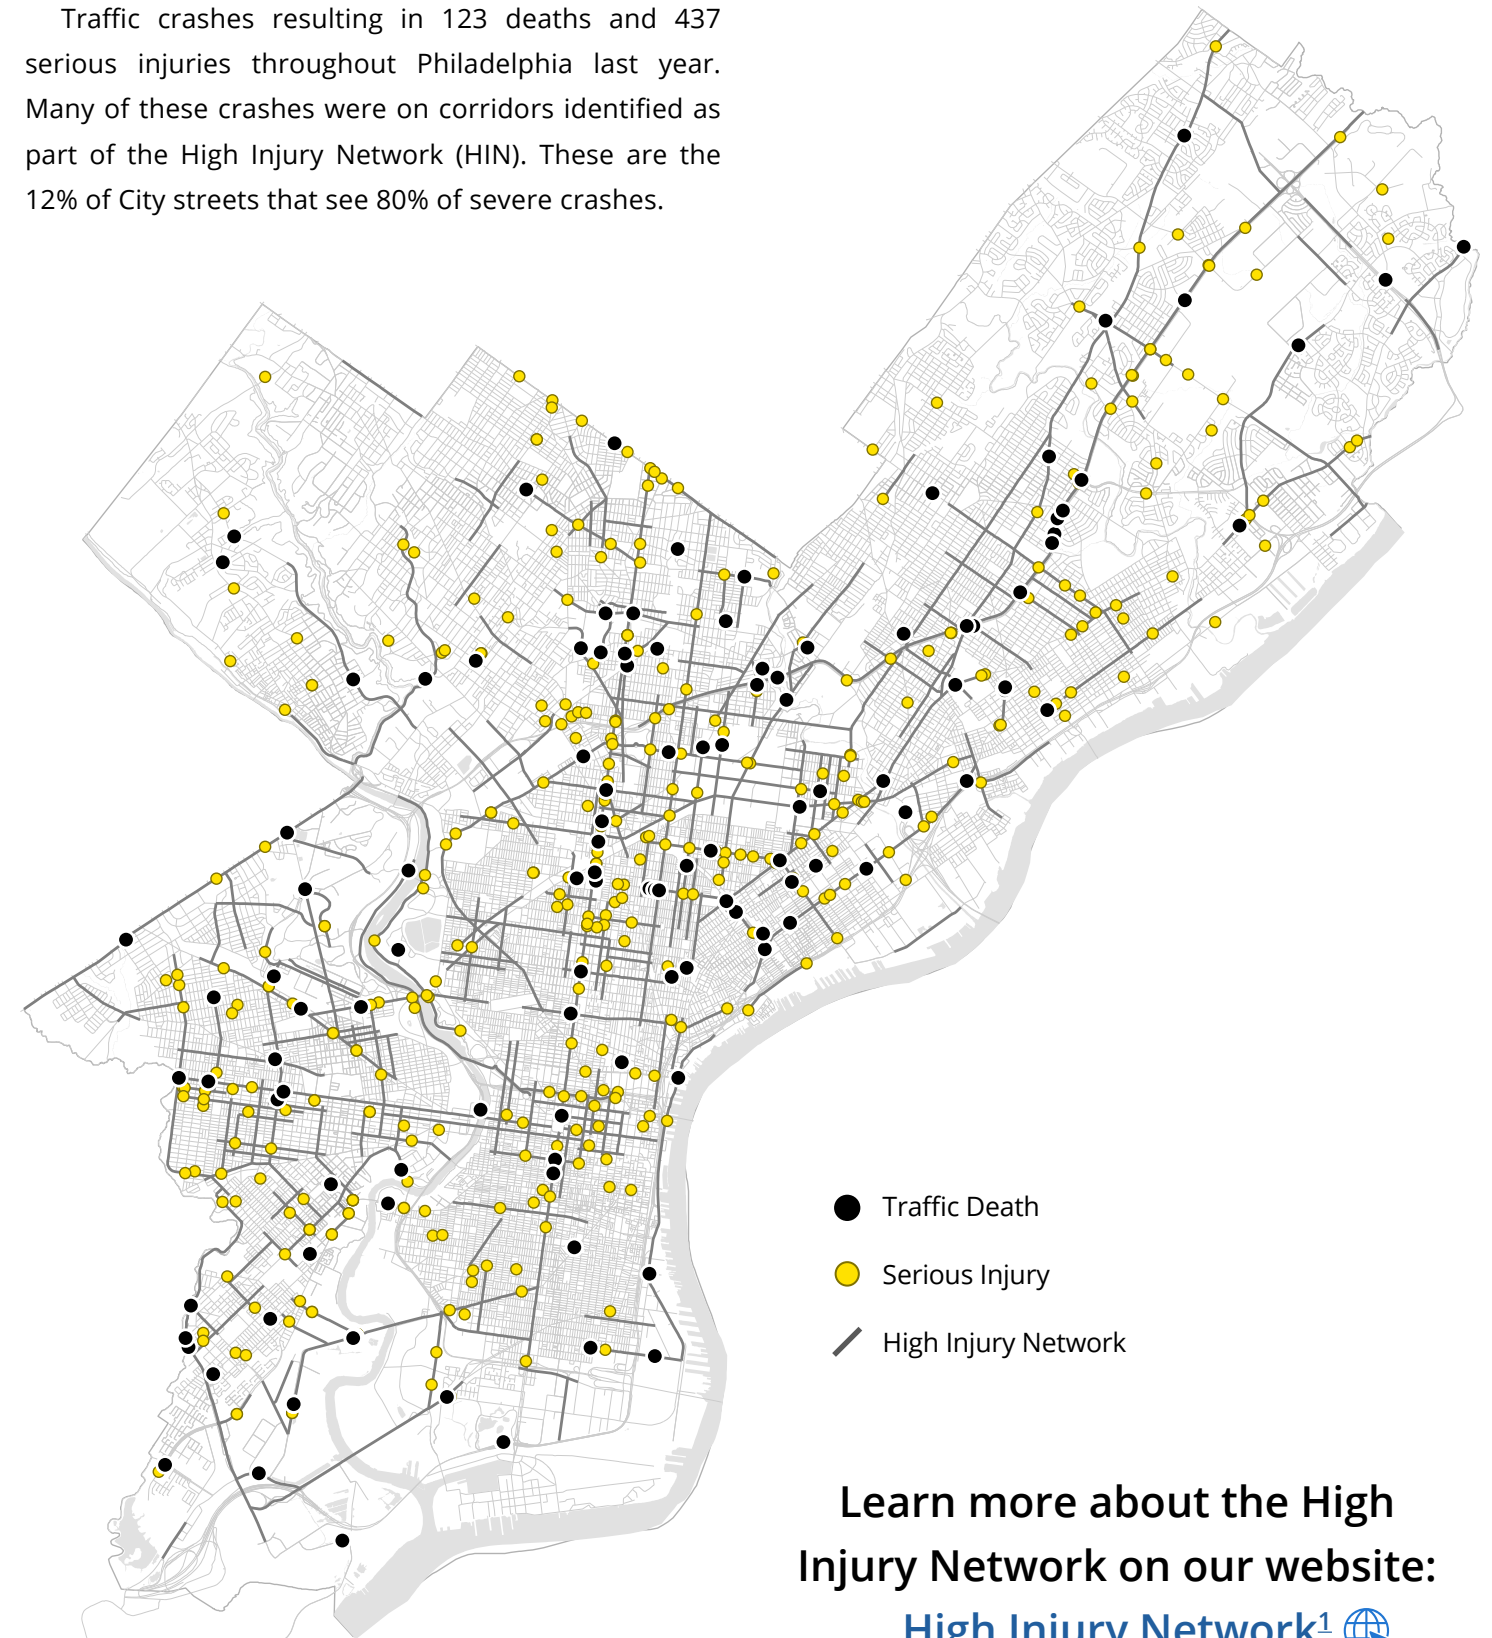 Traffic crashes resulting in 123 deaths and 437
serious injuries throughout Philadelphia last year.
Many of these crashes were on corridors identified as
part of the High Injury Network (HIN). These are the
12% of City streets that see 80% of severe crashes.
Traffic Death
Serious Injury
High Injury Network
Learn more about the High
Injury Network on our website:
High Injury Network1